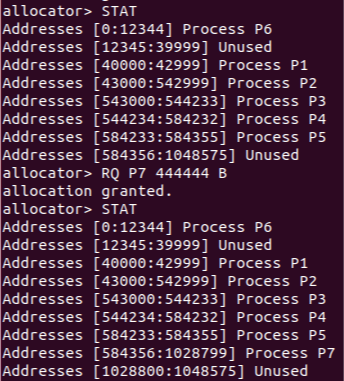 allocator> STAT
Addresses [0:12344] Process P6
Addresses [12345:39999] Unused
Addresses [40000:42999] Process P1
Addresses [43000:542999] Process P2
Addresses [543000:544233] Process P3
Addresses [544234:584232] Process P4
Addresses [584233:584355] Process P5
Addresses [584356:1048575] Unused
allocator> RQ P7 444444 B
allocation granted.
allocator> STAT
Addresses [0:12344] Process P6
Addresses [12345:39999] Unused
Addresses [40000:42999] Process P1
Addresses [43000:542999] Process P2
Addresses [543000:544233] Process P3
Addresses [544234:584232] Process P4
Addresses [584233:584355] Process P5
Addresses [584356:1028799] Process P7
Addresses [1028800:1048575] Unused